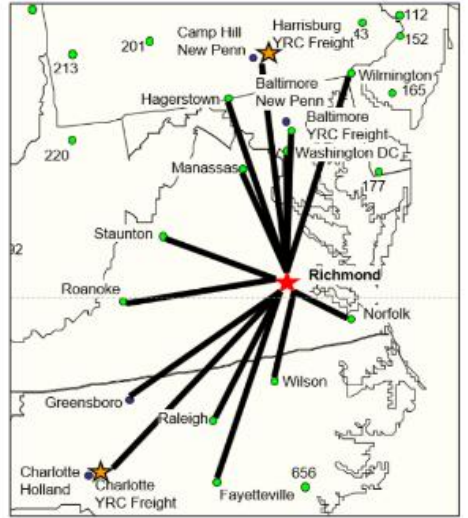 112
Harrisburg
YRC Freight
43
Camp Hill
New Penn
201
152
213
Wilmington
165
Baltimore
New Penn
Hagerstown
Baltimore
YRC Freight
220
Washington DC
Manassas
177
Staunton
92
Richmond
Roanoke
Norfolk
Wilson
Greensboro
Raleigh
Charlotte
Holland
Charlotte
YRC Freight
656
Fayetteville